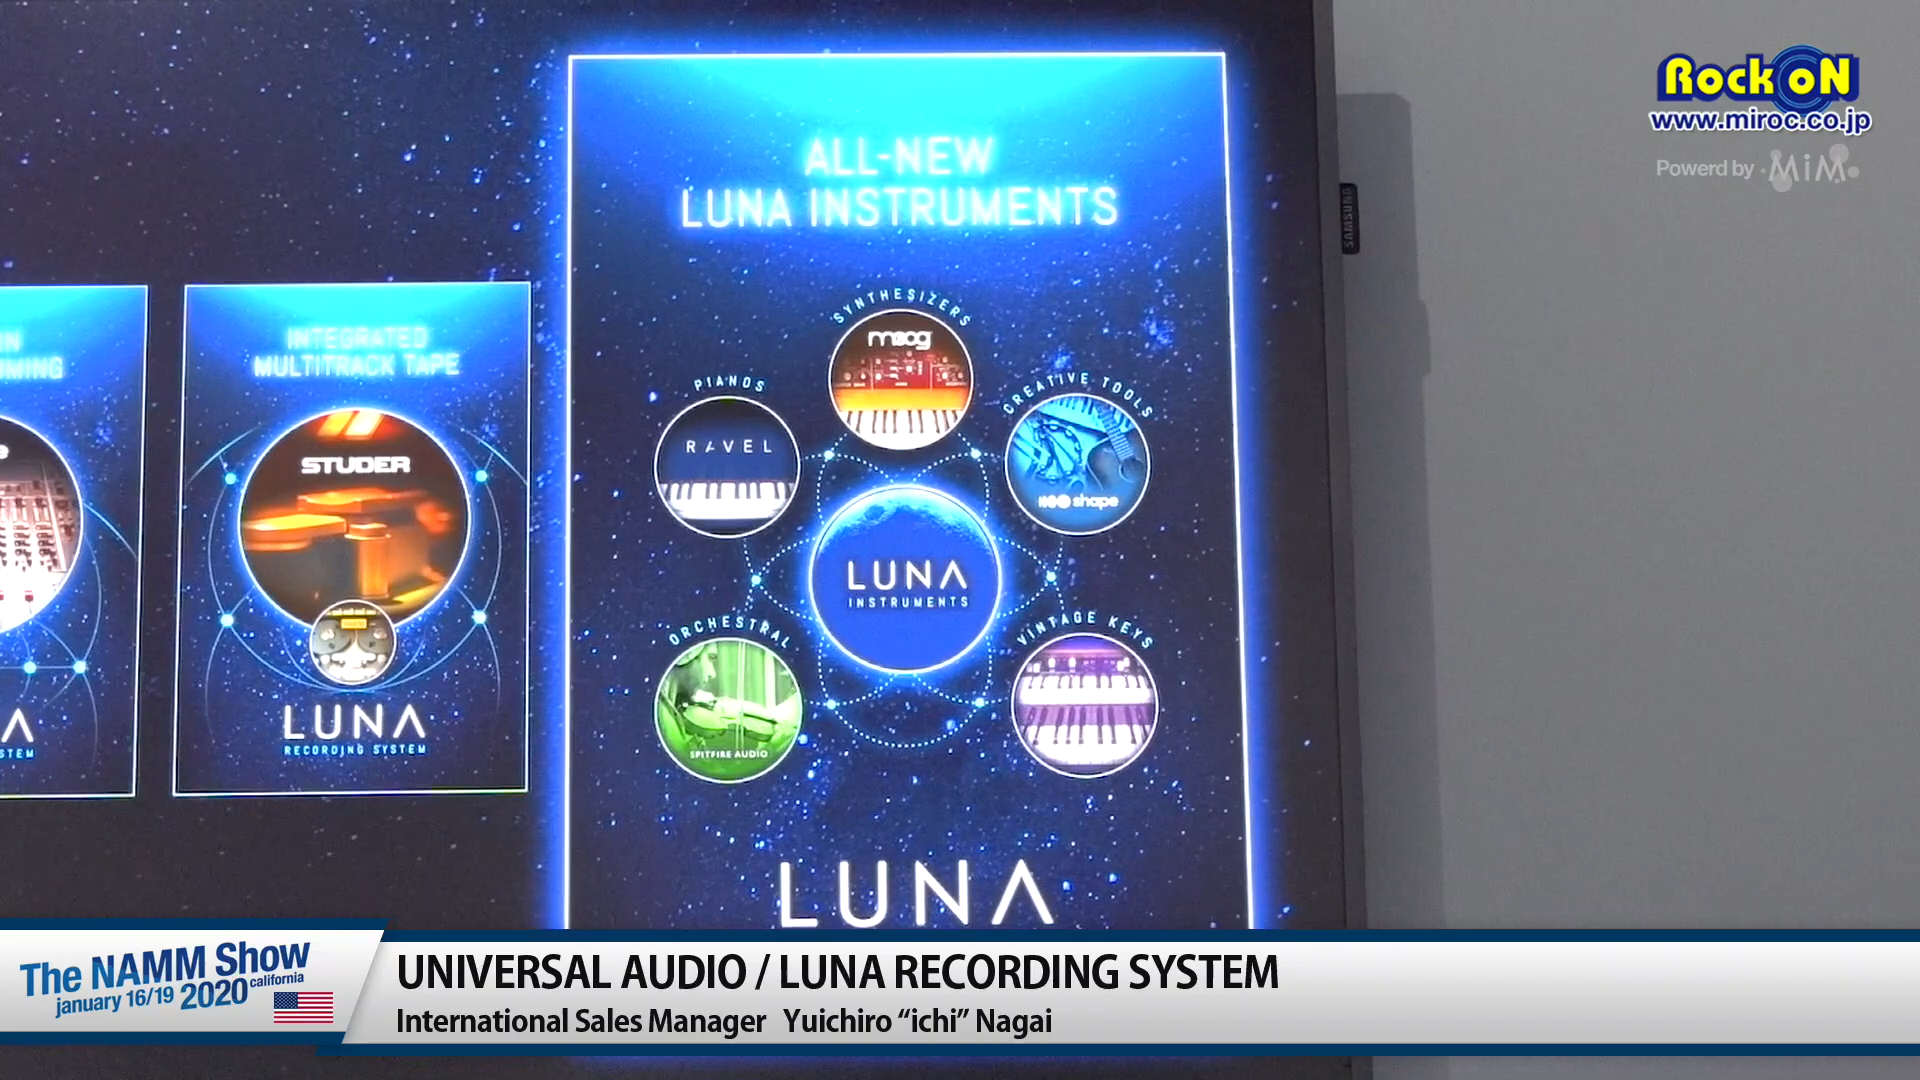 Rock oN
www.miroc.co.jp
Powerd by MiM
SAMSUNG
ALL-NEW
LUNA INSTRUMENTS
SYNTHESIZERS
moog
PIANOS
RAVEL
CREATIVE TOOLS
shape
LUNA
INSTRUMENTS
ORCHESTRAL
SPITFIRE AUDIO
VINTAGE KEYS
LUNA
INTEGRATED
MULTITRACK TAPE
STUDER
LUNA
RECORDING SYSTEM
The NAMM Show
california
january 16/19 2020
UNIVERSAL AUDIO / LUNA RECORDING SYSTEM
International Sales Manager Yuichiro “ichi” Nagai